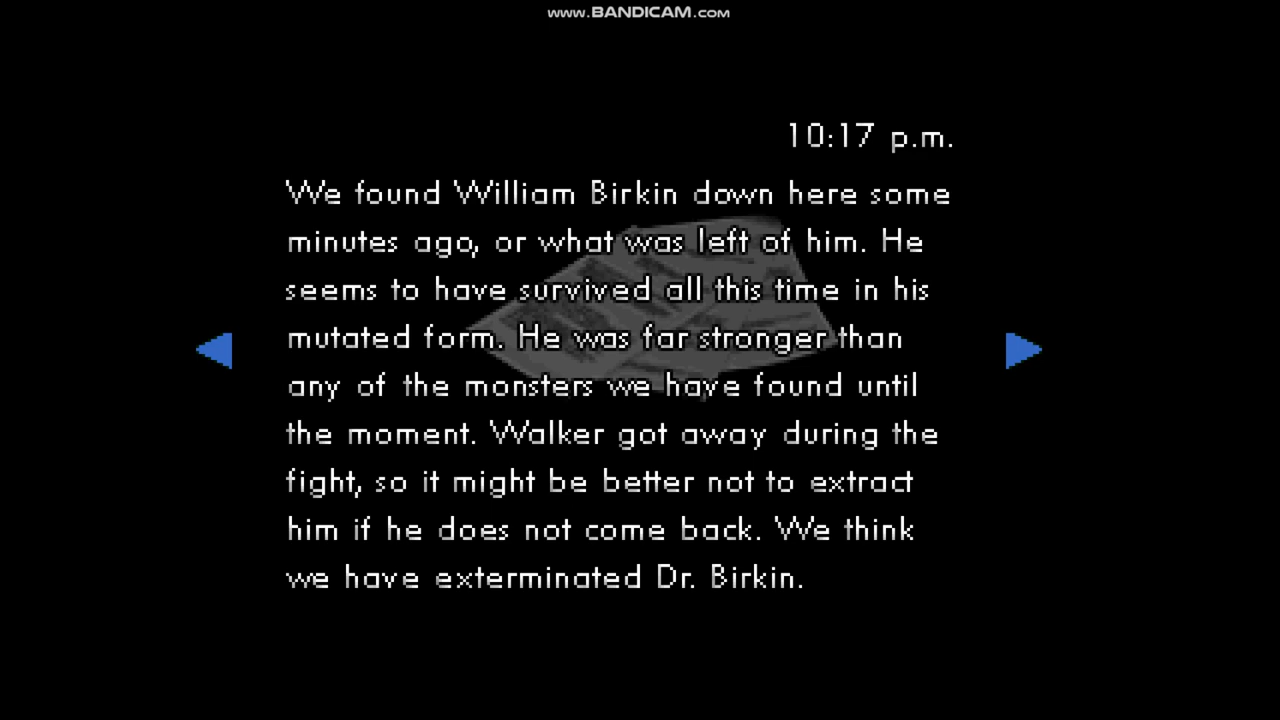 www.BANDICAM.com
10:17 p.m.
We found William Birkin down here some
minutes ago, or what was left of him. He
seems to have survived all this time in his
mutated form. He was far stronger than
any of the monsters we have found until
the moment. Walker got away during the
fight, so it might be better not to extract
him if he does not come back. We think
we have exterminated Dr. Birkin.